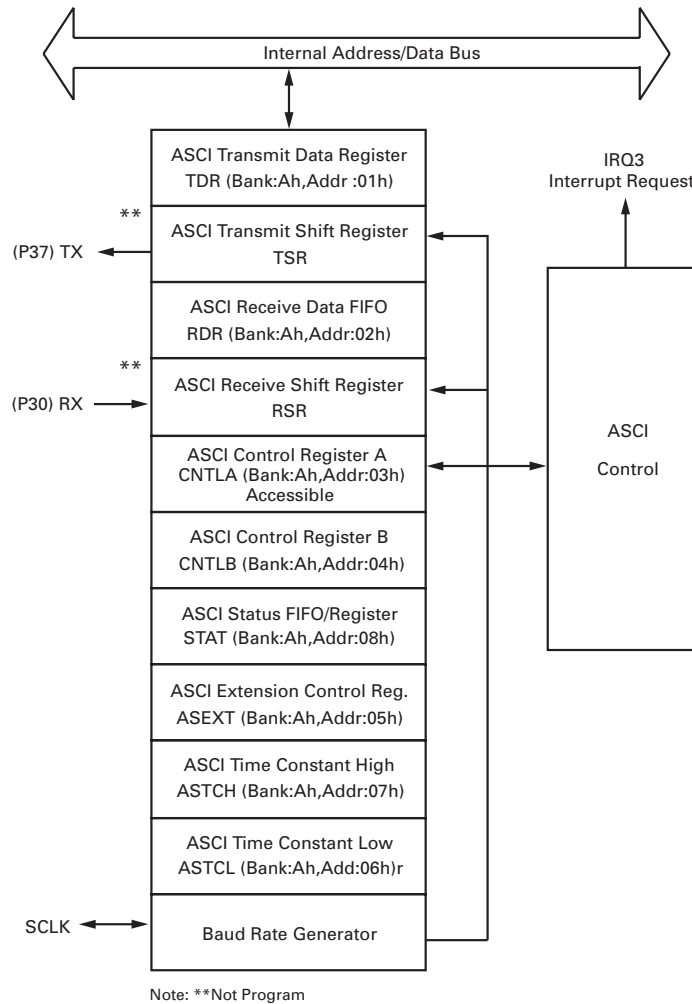 Internal Address/Data Bus
ASCI Transmit Data Register
TDR (Bank:Ah,Addr :01h)
IRQ3
Interrupt Request
**
ASCI Transmit Shift Register
TSR
(P37) TX
ASCI Receive Data FIFO
RDR (Bank:Ah,Addr:02h)
**
ASCI Receive Shift Register
RSR
(P30) RX
ASCI Control Register A
CNTLA (Bank:Ah,Addr:03h)
Accessible
ASCI
Control
ASCI Control Register B
CNTLB (Bank:Ah,Addr:04h)
ASCI Status FIFO/Register
STAT (Bank:Ah,Addr:08h)
ASCI Extension Control Reg.
ASEXT (Bank:Ah,Addr:05h)
ASCI Time Constant High
ASTCH (Bank:Ah,Addr:07h)
ASCI Time Constant Low
ASTCL (Bank:Ah,Add:06h)r
SCLK
Baud Rate Generator
Note: **Not Program